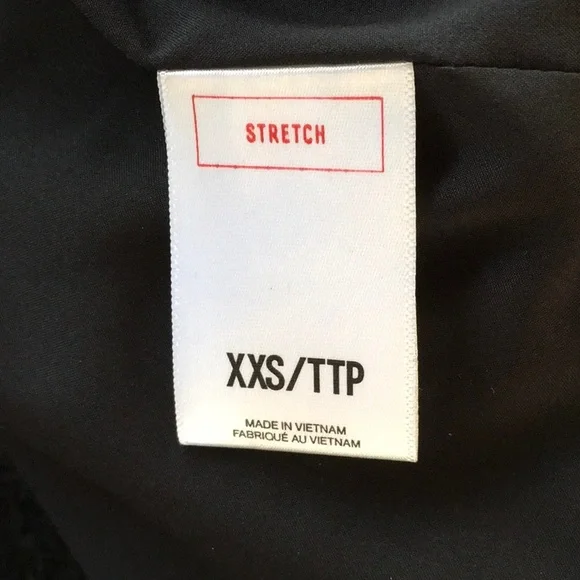 STRETCH
XXS/TTP
MADE IN VIETNAM
FABRIQUÉ AU VIETNAM